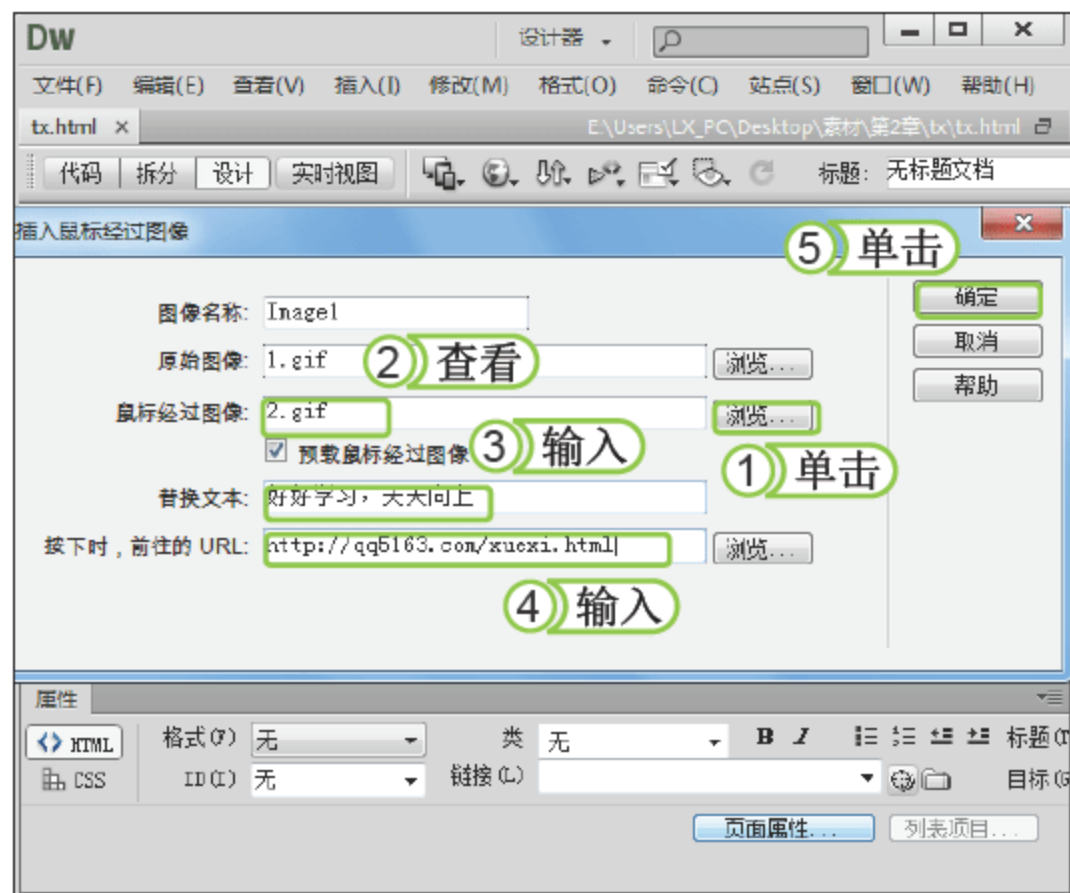 Dw 设计器
文件(F) 编辑(E) 查看(V) 插入(I) 修改(M) 格式(O) 命令(C) 站点(S) 窗口(W) 帮助(H)
tx.html × E:\Users\LX_PC\Desktop\素材\第2章\tx\tx.html
代码 拆分 设计 实时视图 标题: 无标题文档
插入鼠标经过图像
⑤ 单击
图像名称: Image1 确定
原始图像: 1.gif ② 查看 浏览... 取消
鼠标经过图像: 2.gif 浏览... 帮助
预载鼠标经过图像 ③ 输入 ① 单击
替换文本: 好好学习，天天向上
按下时，前往的 URL: http://qq5163.com/xuexi.html 浏览...
④ 输入
属性
<> HTML 格式(F) 无 类 无 B I 标题(T
CSS ID(I) 无 链接(L) 目标(G
页面属性... 列表项目...